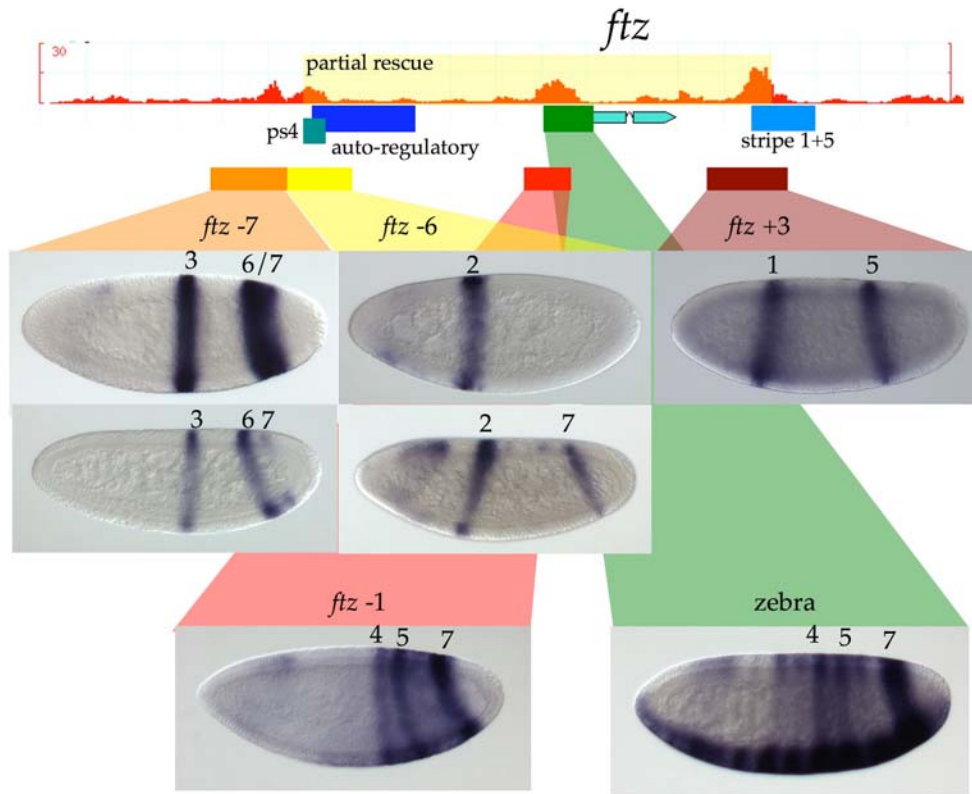 ftz
30
partial rescue
ps4
auto-regulatory
stripe 1+5
ftz -7
ftz -6
ftz +3
3 6/7
2
1 5
3 6 7
2 7
ftz -1
zebra
4 5 7
4 5 7